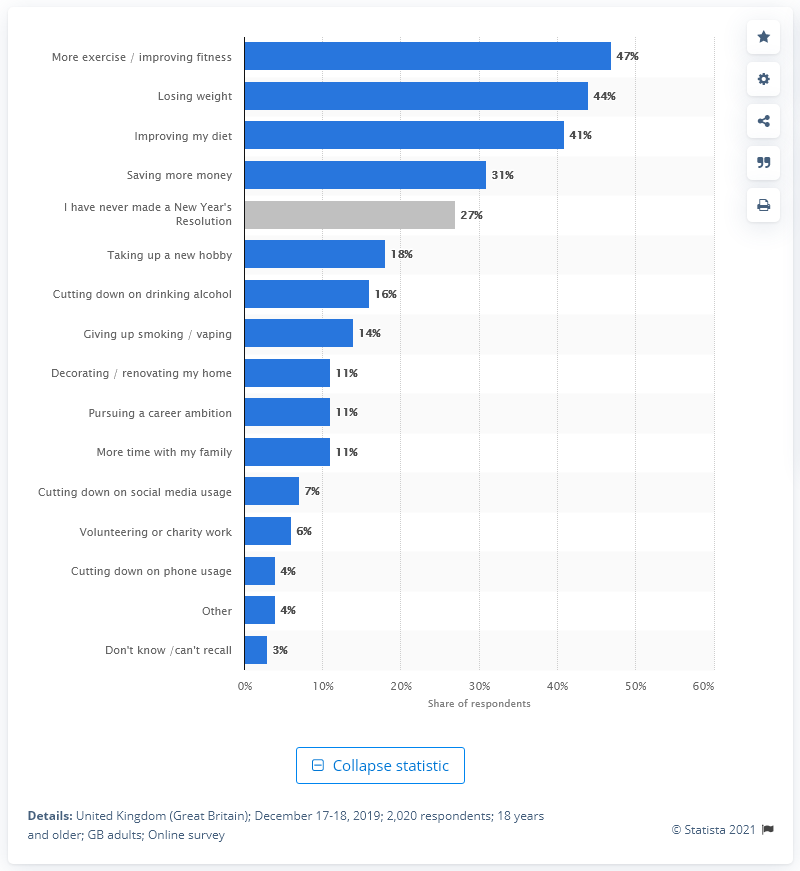 More exercise / improving fitness 47%
Losing weight 44%
Improving my diet 41%
Saving more money 31%
I have never made a New Year's
Resolution 27%
Taking up a new hobby 18%
Cutting down on drinking alcohol 16%
Giving up smoking / vaping 14%
Decorating / renovating my home 11%
Pursuing a career ambition 11%
More time with my family 11%
Cutting down on social media usage 7%
Volunteering or charity work 6%
Cutting down on phone usage 4%
Other 4%
Don't know /can't recall 3%
0% 10% 20% 30% 40% 50% 60%
Share of respondents
Collapse statistic
Details: United Kingdom (Great Britain); December 17-18, 2019; 2,020 respondents; 18 years
and older; GB adults; Online survey
© Statista 2021